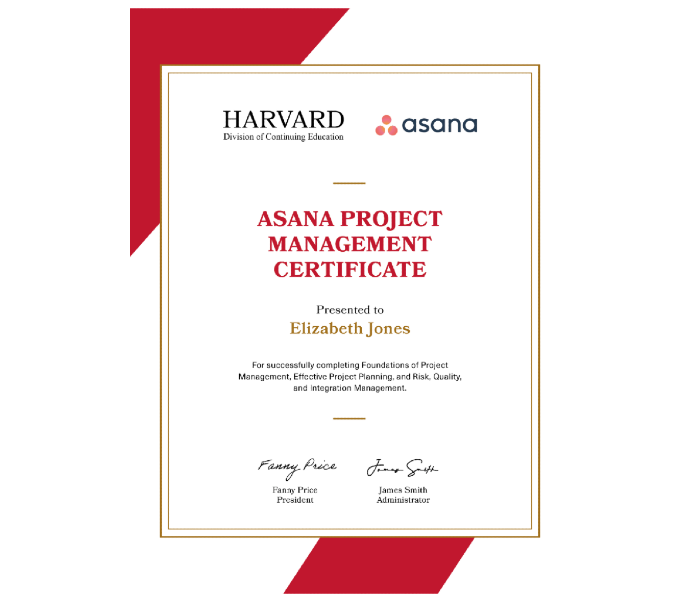 HARVARD
Division of Continuing Education
asana
ASANA PROJECT
MANAGEMENT
CERTIFICATE
Presented to
Elizabeth Jones
For successfully completing Foundations of Project
Management, Effective Project Planning, and Risk, Quality,
and Integration Management.
Fanny Price
James Smith
Fanny Price
President
James Smith
Administrator